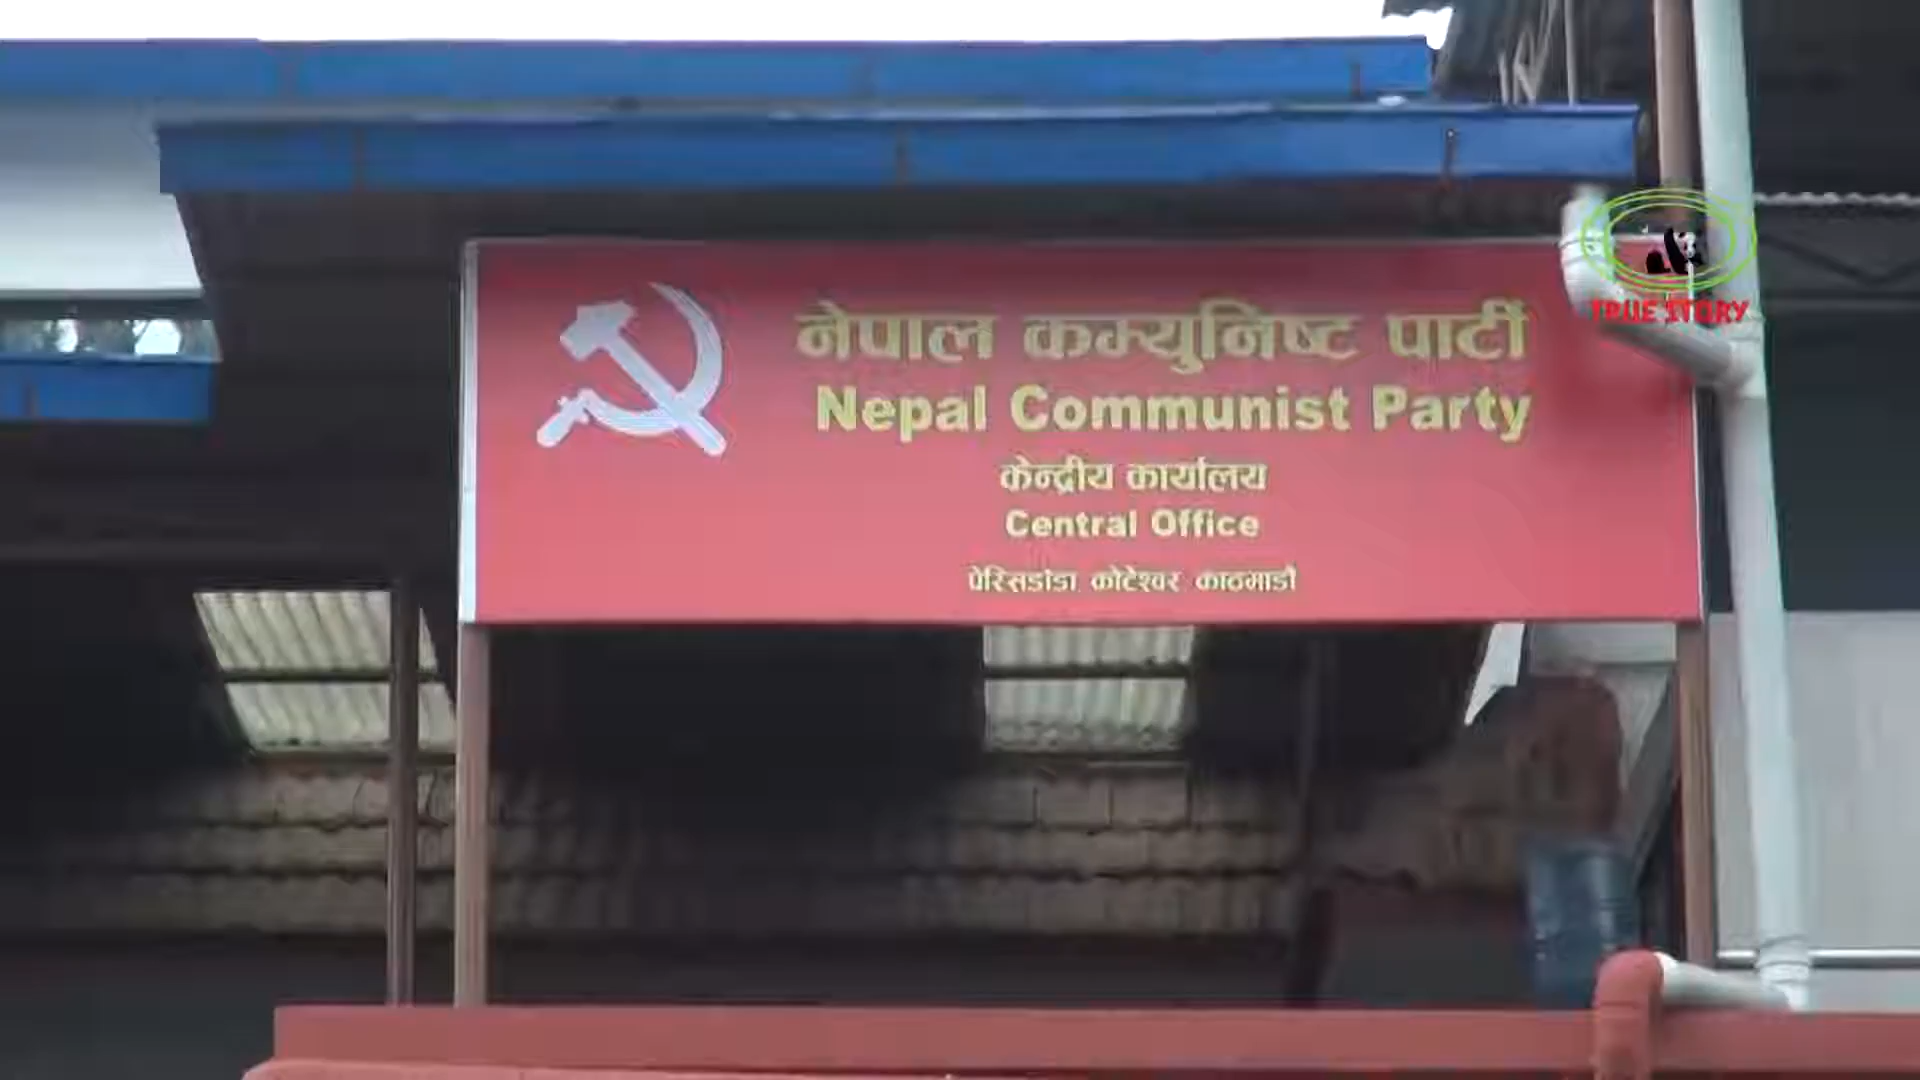 नेपाल कम्युनिष्ट पार्टी
Nepal Communist Party
केन्द्रीय कार्यालय
Central Office
पेरिसडांडा, कोटेश्वर, काठमाडौं
TRUE STORY